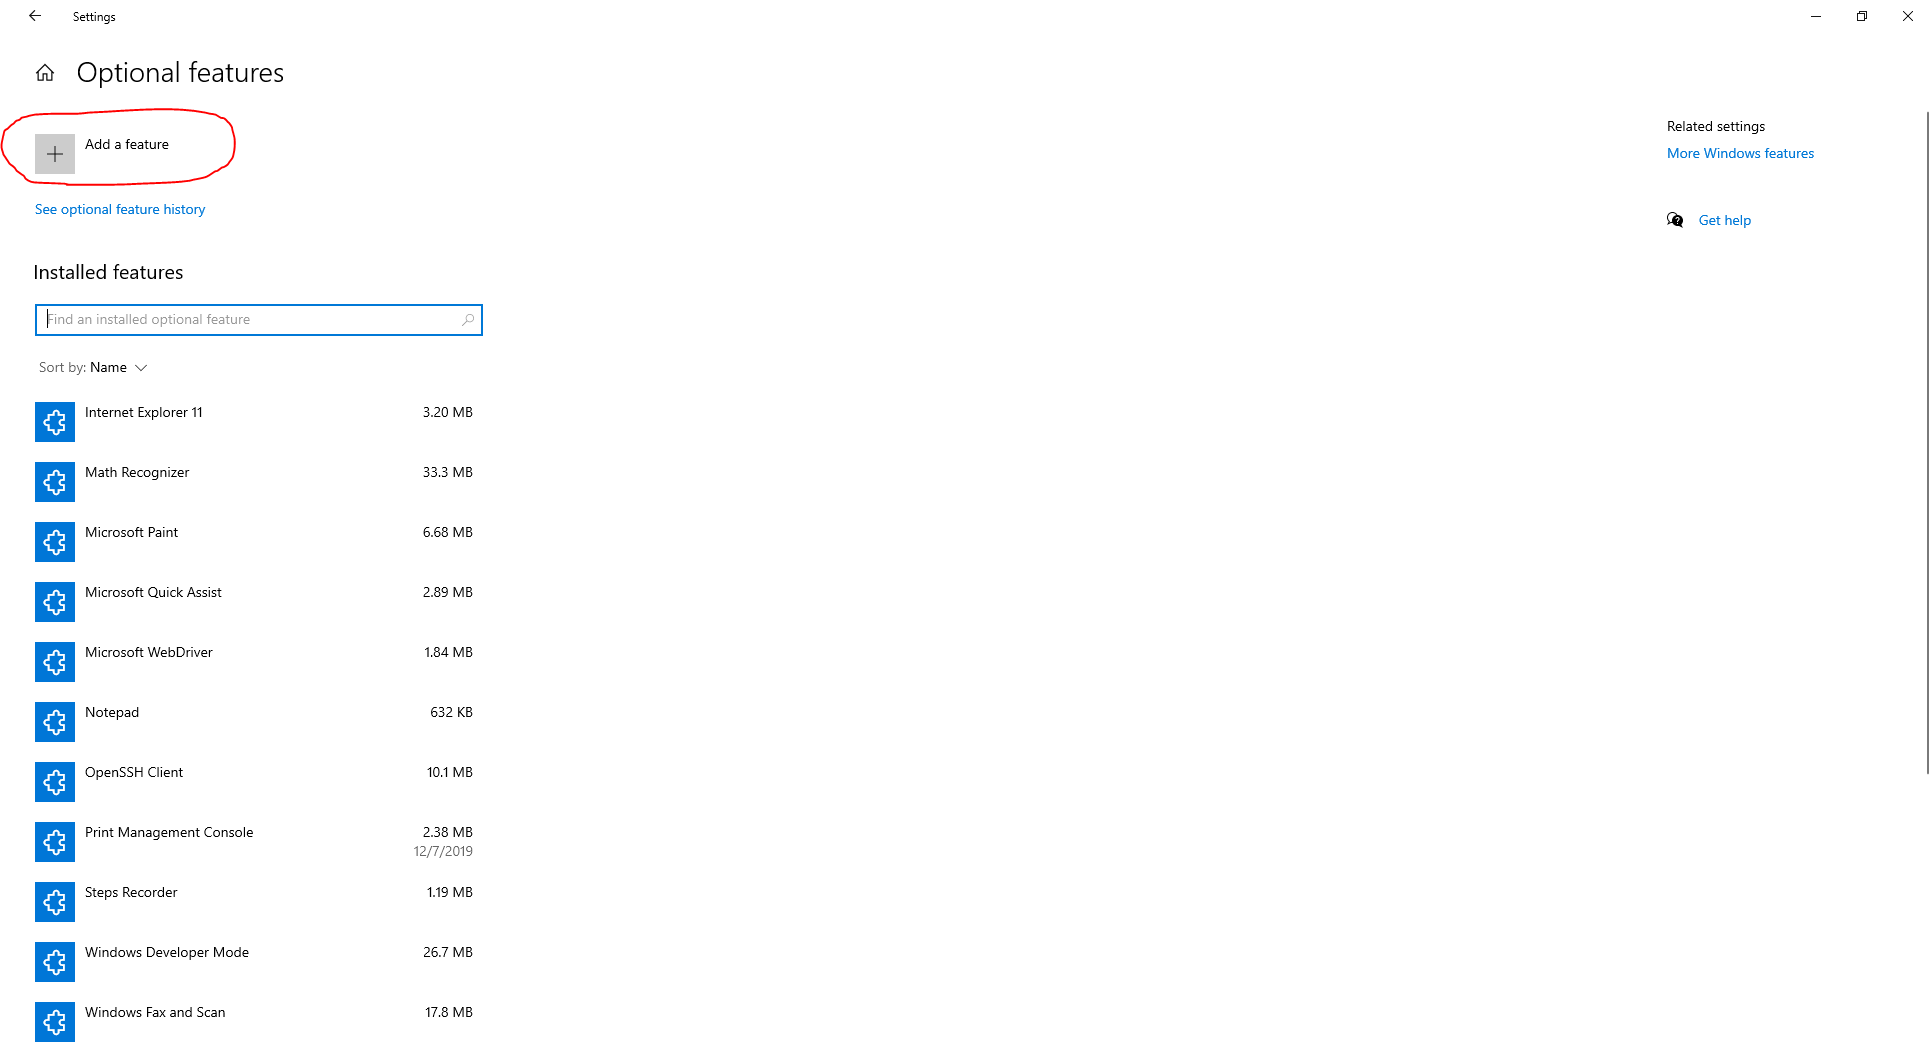 Settings
Optional features
Add a feature
See optional feature history
Related settings
More Windows features
Get help
Installed features
Find an installed optional feature
Sort by: Name
Internet Explorer 11 3.20 MB
Math Recognizer 33.3 MB
Microsoft Paint 6.68 MB
Microsoft Quick Assist 2.89 MB
Microsoft WebDriver 1.84 MB
Notepad 632 KB
OpenSSH Client 10.1 MB
Print Management Console 2.38 MB
12/7/2019
Steps Recorder 1.19 MB
Windows Developer Mode 26.7 MB
Windows Fax and Scan 17.8 MB